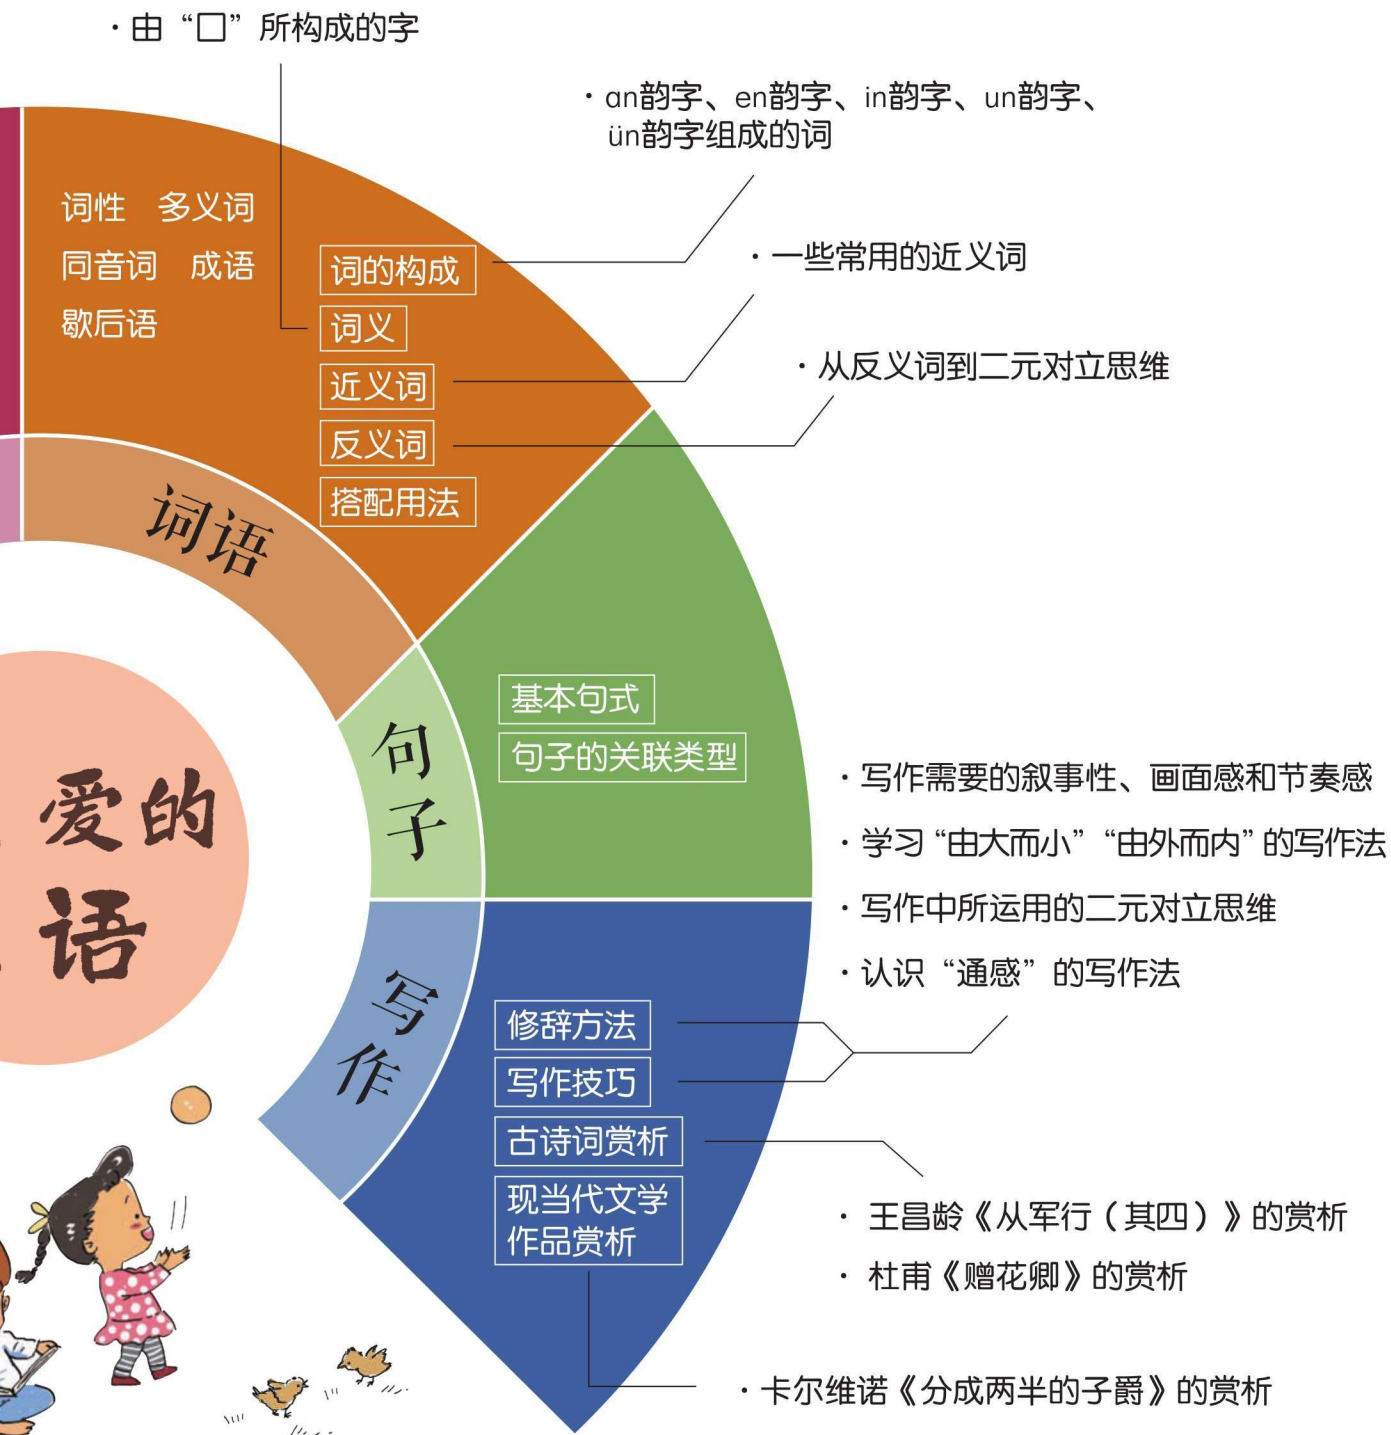 ·由“囗”所构成的字
·an韵字、en韵字、in韵字、un韵字、
ün韵字组成的词
词性 多义词
同音词 成语
歇后语
词的构成
词义
近义词
反义词
搭配用法
·一些常用的近义词
·从反义词到二元对立思维
词语
基本句式
句子的关联类型
句子
爱的
语
·写作需要的叙事性、画面感和节奏感
·学习“由大而小”“由外而内”的写作法
·写作中所运用的二元对立思维
·认识“通感”的写作法
写作
修辞方法
写作技巧
古诗词赏析
现当代文学
作品赏析
·王昌龄《从军行（其四）》的赏析
·杜甫《赠花卿》的赏析
·卡尔维诺《分成两半的子爵》的赏析